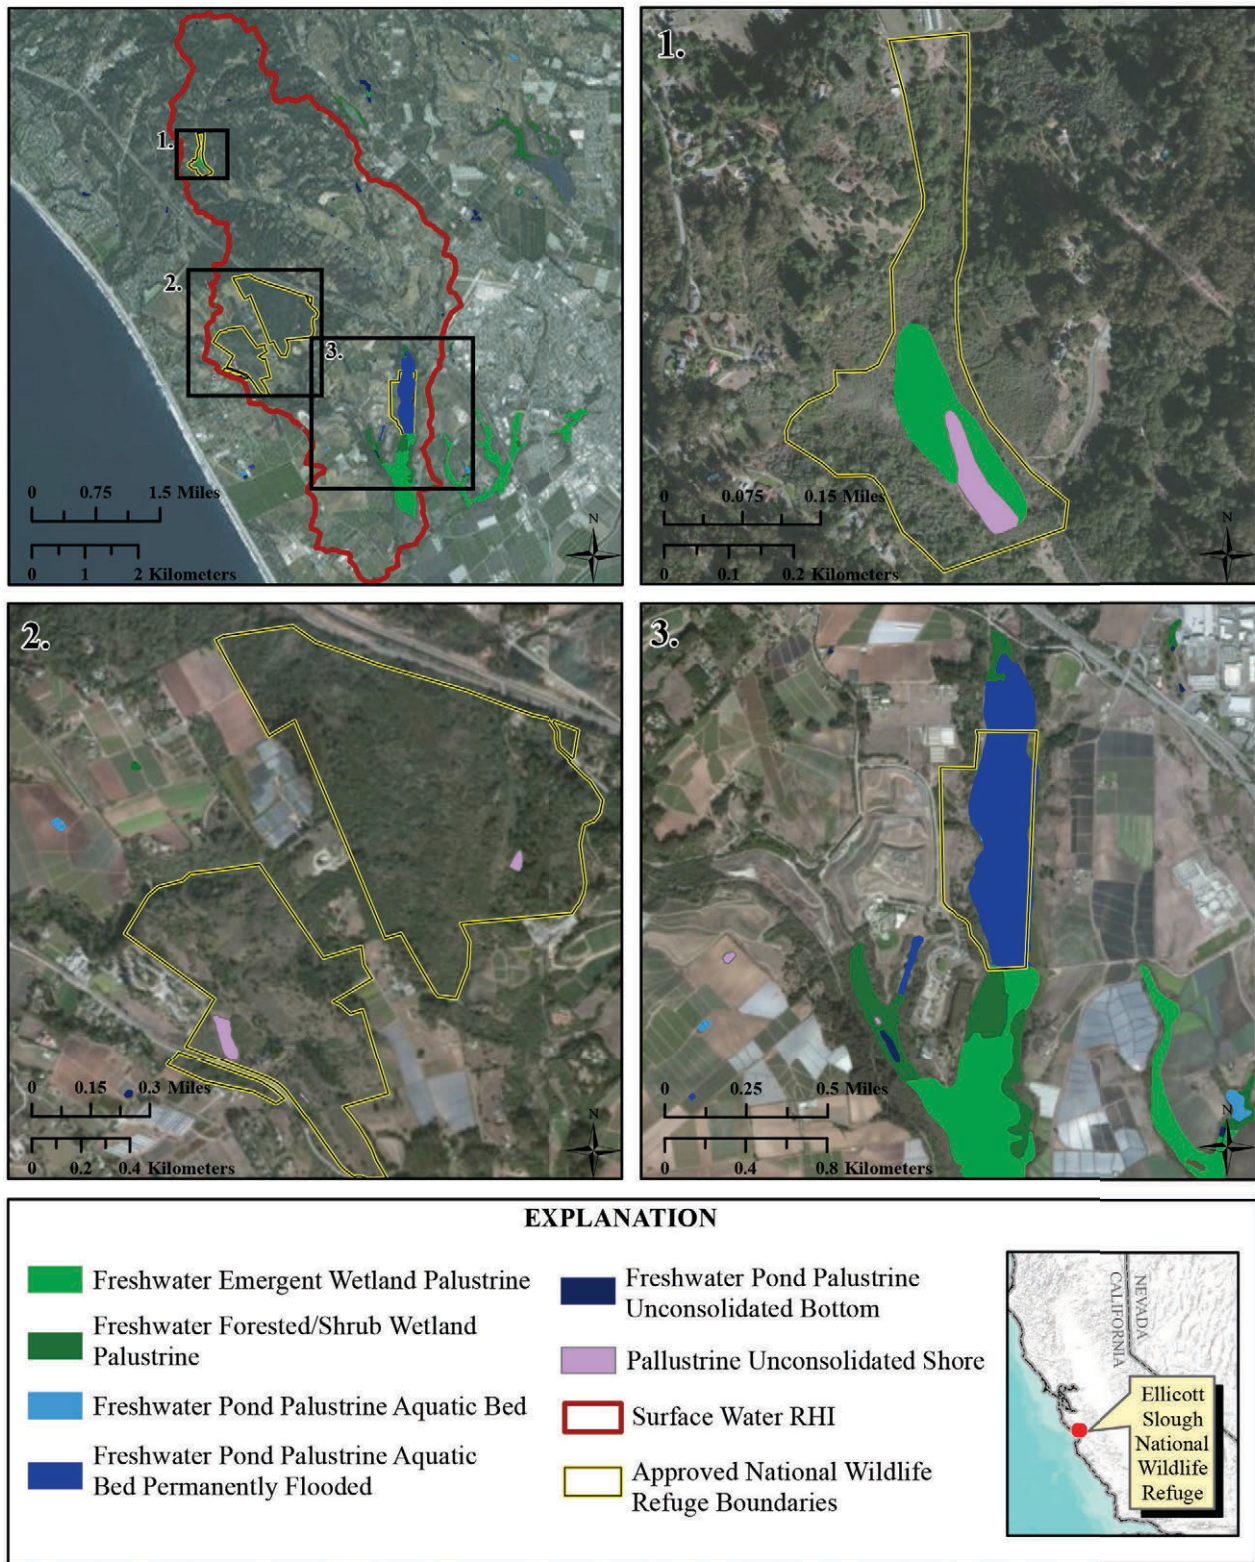 1.
2.
3.
0 0.75 1.5 Miles
0 1 2 Kilometers
N
1.
0 0.075 0.15 Miles
0 0.1 0.2 Kilometers
N
2.
0 0.15 0.3 Miles
0 0.2 0.4 Kilometers
N
3.
0 0.25 0.5 Miles
0 0.4 0.8 Kilometers
N
EXPLANATION
Freshwater Emergent Wetland Palustrine
Freshwater Forested/Shrub Wetland
Palustrine
Freshwater Pond Palustrine Aquatic Bed
Freshwater Pond Palustrine Aquatic
Bed Permanently Flooded
Freshwater Pond Palustrine
Unconsolidated Bottom
Pallustrine Unconsolidated Shore
Surface Water RHI
Approved National Wildlife
Refuge Boundaries
NEVADA
CALIFORNIA
Ellicott
Slough
National
Wildlife
Refuge